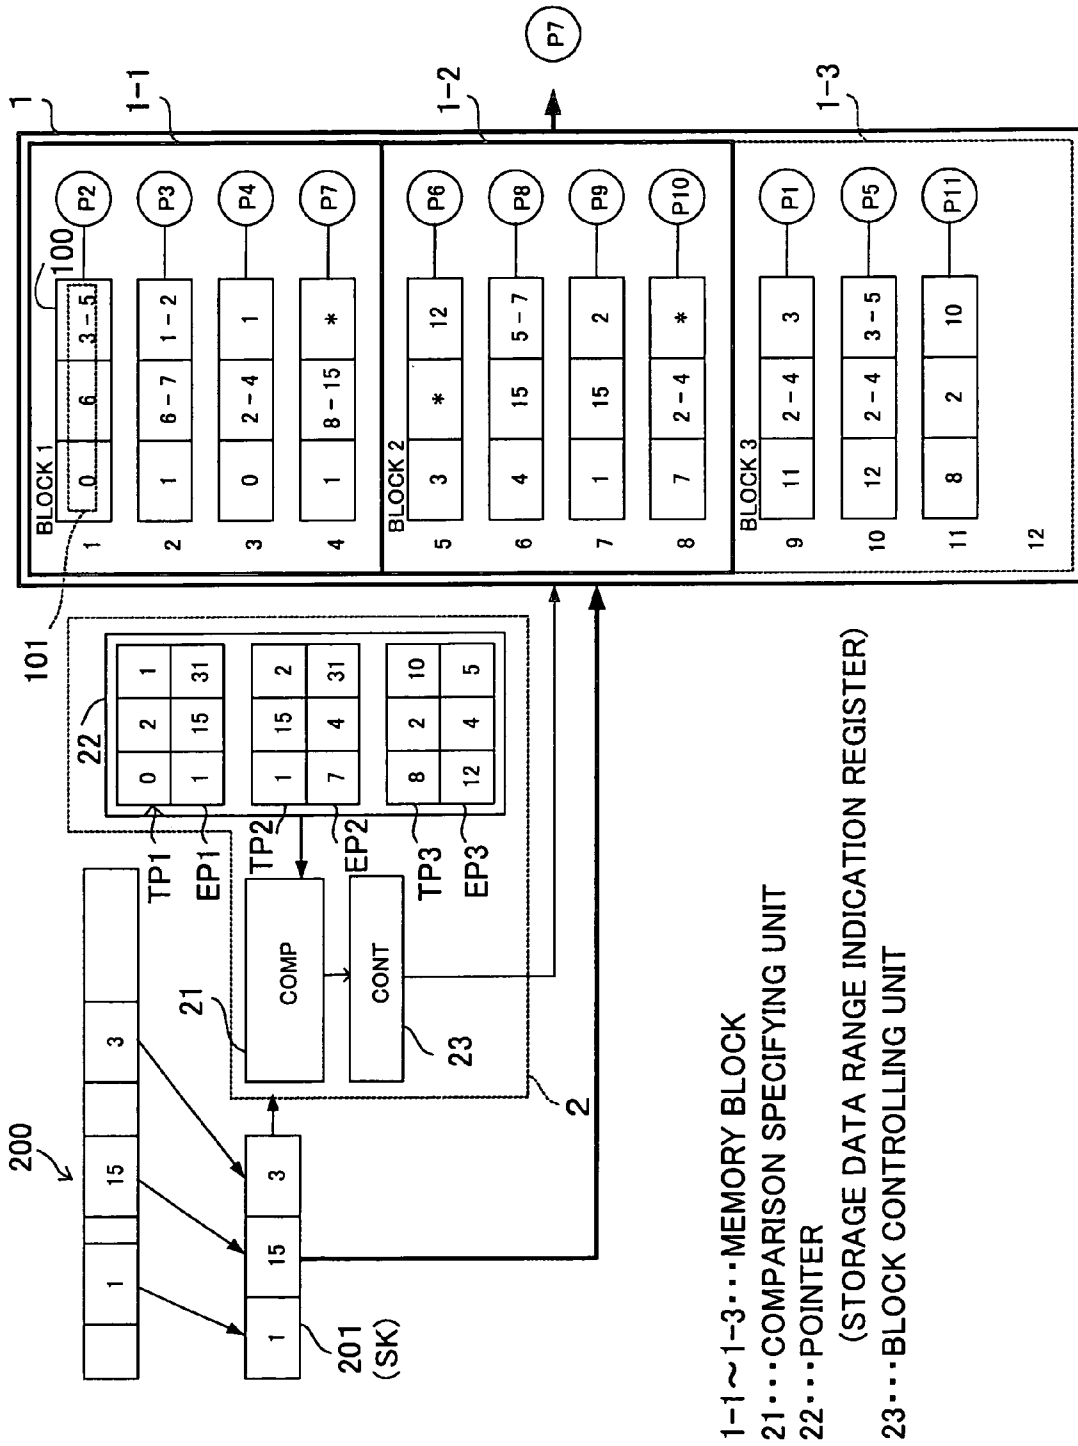 200
1 15 3
1 15 3
201
(SK)
2
21
COMP
CONT
23
22
TP1 0 2 1
EP1 1 15 31
TP2 1 15 2
EP2 7 4 31
TP3 8 2 10
EP3 12 4 5
101
100
1
1-1
BLOCK 1
1 0 6 3-5 P2
2 1 6-7 1-2 P3
3 0 2-4 1 P4
4 1 8-15 * P7
1-2
BLOCK 2
5 3 * 12 P6
6 4 15 5-7 P8
7 1 15 2 P9
8 7 2-4 * P10
1-3
BLOCK 3
9 11 2-4 3 P1
10 12 2-4 3-5 P5
11 8 2 10 P11
12
P7
1-1~1-3···MEMORY BLOCK
21···COMPARISON SPECIFYING UNIT
22···POINTER
(STORAGE DATA RANGE INDICATION REGISTER)
23···BLOCK CONTROLLING UNIT